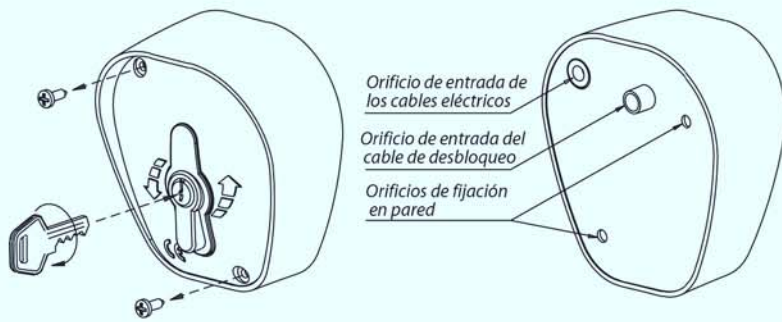 Orificio de entrada de
los cables eléctricos
Orificio de entrada del
cable de desbloqueo
Orificios de fijación
en pared